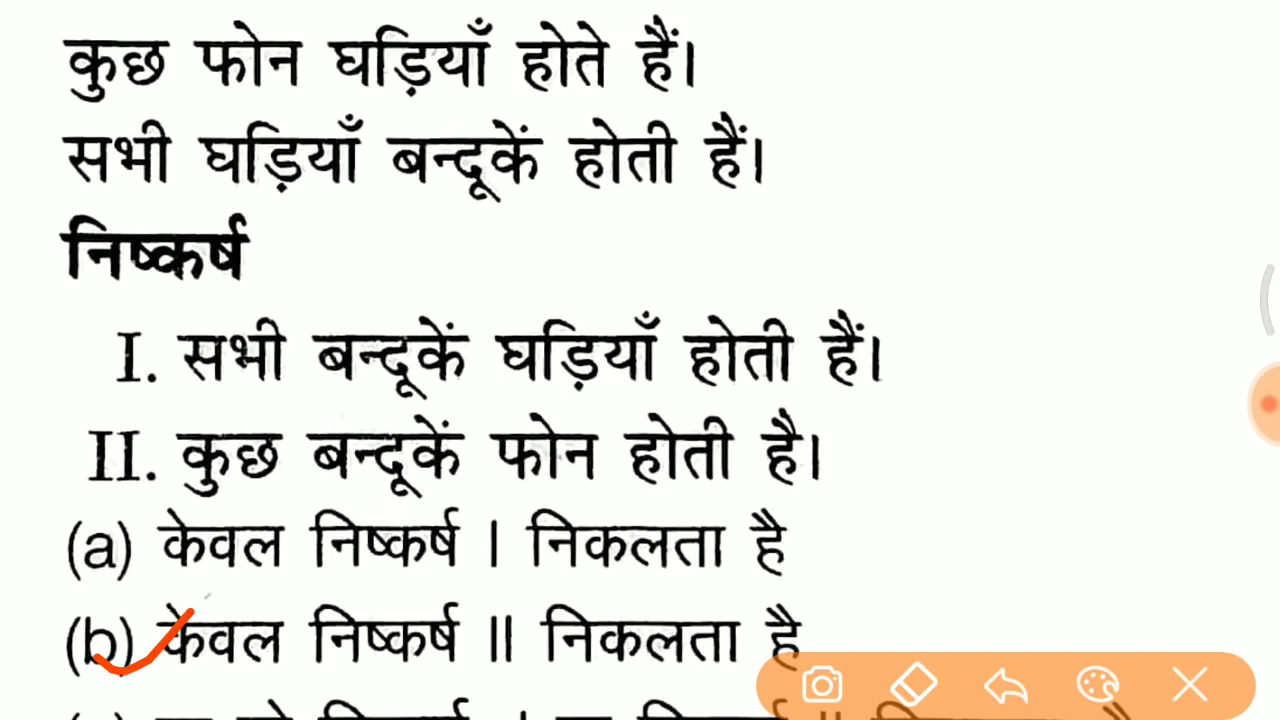 कुछ फोन घड़ियाँ होते हैं।
सभी घड़ियाँ बन्दूकें होती हैं।
निष्कर्ष
I. सभी बन्दूकें घड़ियाँ होती हैं।
II. कुछ बन्दूकें फोन होती है।
(a) केवल निष्कर्ष I निकलता है
(b) केवल निष्कर्ष II निकलता है